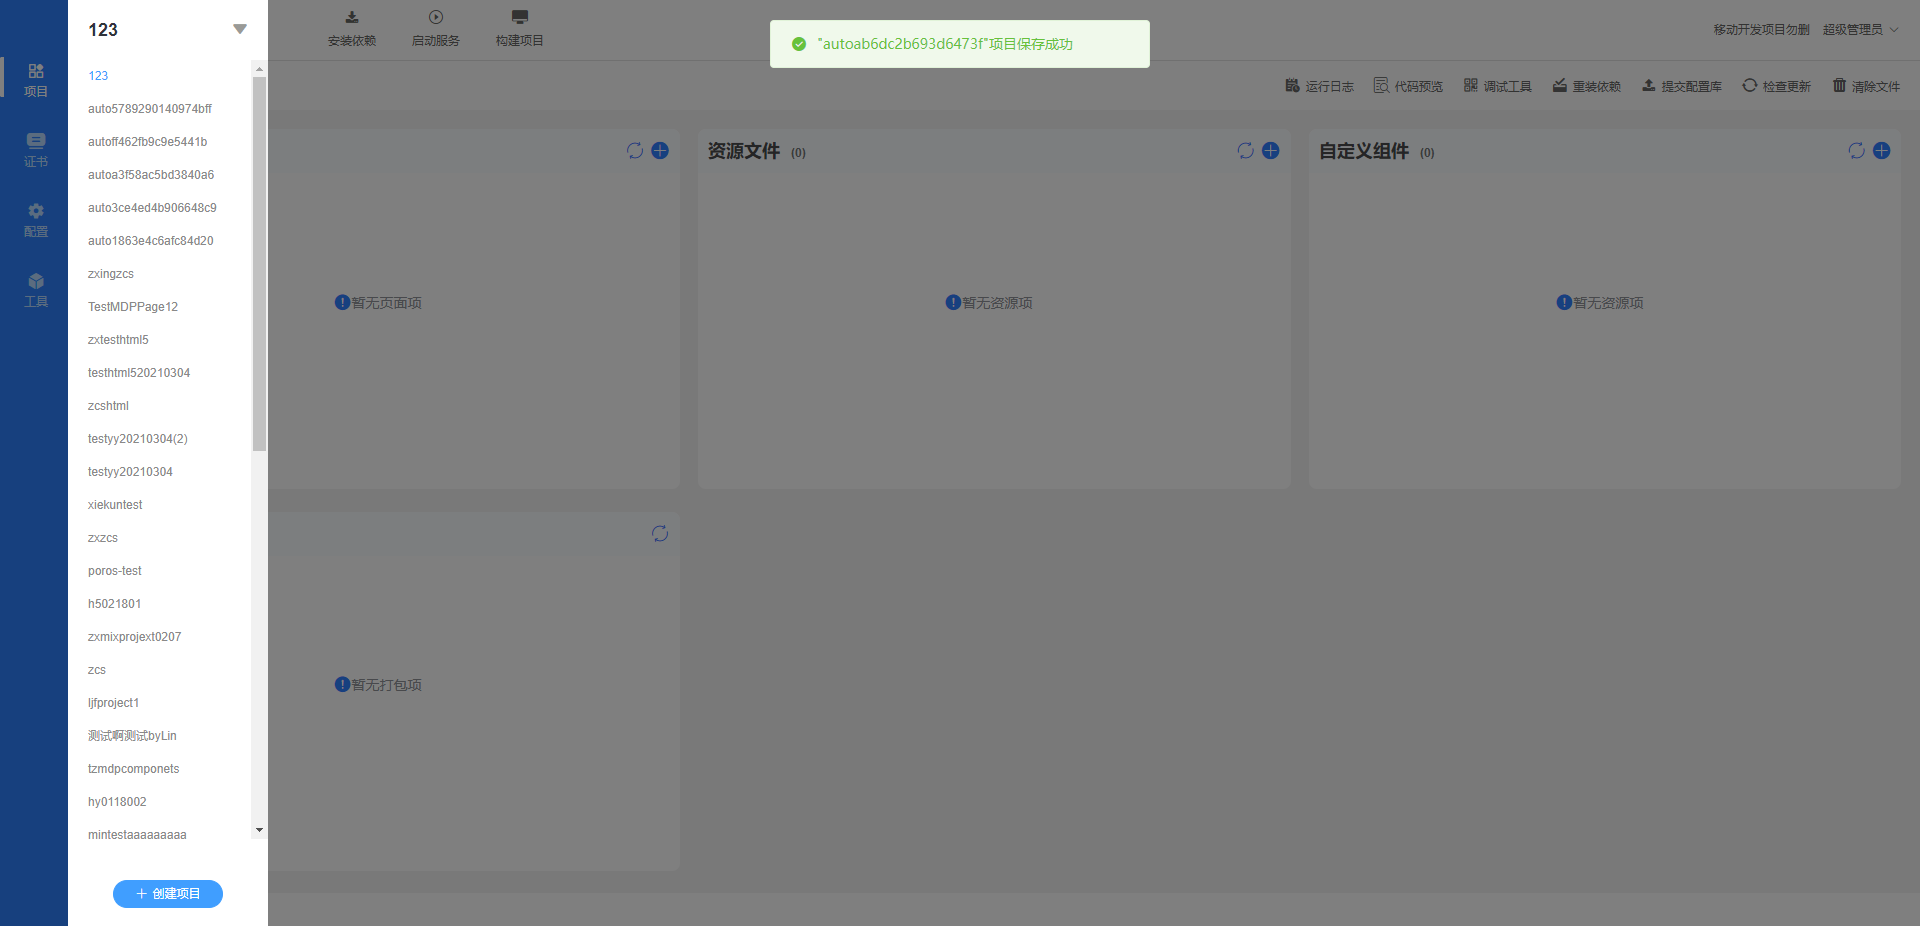 项目
证书
配置
工具
123
123
auto5789290140974bff
autoff462fb9c9e5441b
autoa3f58ac5bd3840a6
auto3ce4ed4b906648c9
auto1863e4c6afc84d20
zxingzcs
TestMDPPage12
zxtesthtml5
testhtml520210304
zcshtml
testyy20210304(2)
testyy20210304
xiekuntest
zxzcs
poros-test
h5021801
zxmixprojext0207
zcs
ljfproject1
测试啊测试byLin
tzmdpcomponets
hy0118002
mintestaaaaaaaaa
创建项目
安装依赖
启动服务
构建项目
"autoab6dc2b693d6473f"项目保存成功
移动开发项目勿删 超级管理员
运行日志
代码预览
调试工具
重装依赖
提交配置库
检查更新
清除文件
暂无页面项
资源文件 (0)
暂无资源项
自定义组件 (0)
暂无资源项
暂无打包项